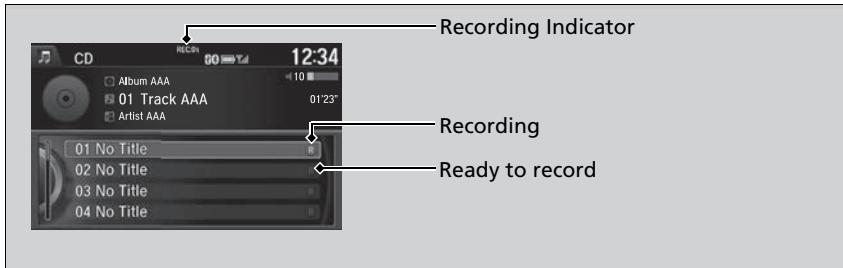 Recording Indicator
REC01
CD
12:34
Album AAA
10
01 Track AAA
01'23"
Artist AAA
Recording
01 No Title
R
Ready to record
02 No Title
03 No Title
04 No Title